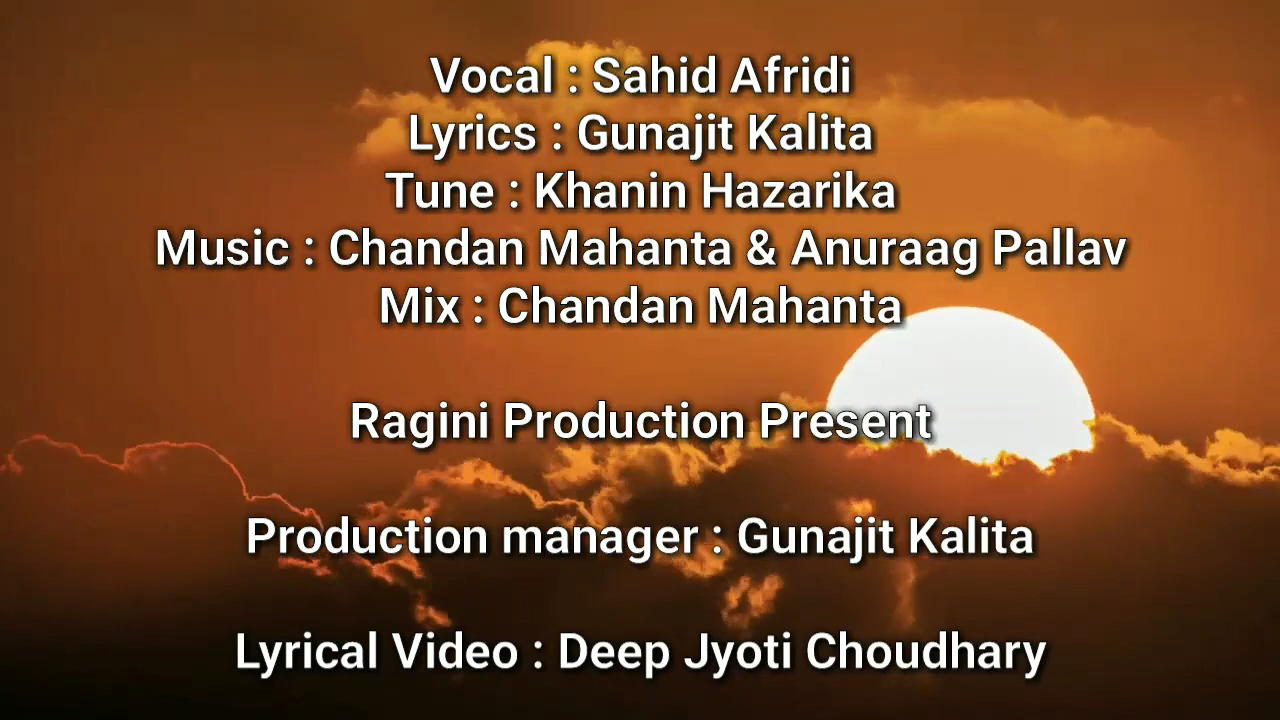 Vocal : Sahid Afridi
Lyrics : Gunajit Kalita
Tune : Khanin Hazarika
Music : Chandan Mahanta & Anuraag Pallav
Mix : Chandan Mahanta
Ragini Production Present
Production manager : Gunajit Kalita
Lyrical Video : Deep Jyoti Choudhary